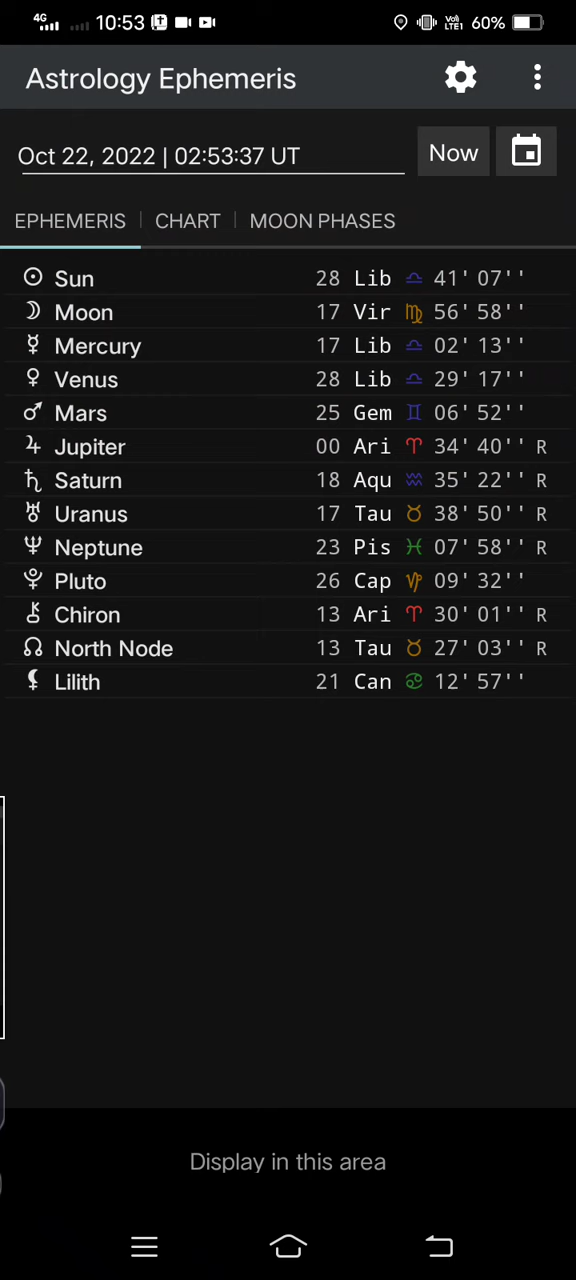 4G 10:53 VoI LTE1 60%
Astrology Ephemeris
Oct 22, 2022 | 02:53:37 UT Now
EPHEMERIS | CHART | MOON PHASES
☉ Sun 28 Lib ♎ 41' 07''
☽ Moon 17 Vir ♍ 56' 58''
☿ Mercury 17 Lib ♎ 02' 13''
♀ Venus 28 Lib ♎ 29' 17''
♂ Mars 25 Gem ♊ 06' 52''
♃ Jupiter 00 Ari ♈ 34' 40'' R
♄ Saturn 18 Aqu ♒ 35' 22'' R
♅ Uranus 17 Tau ♉ 38' 50'' R
♆ Neptune 23 Pis ♓ 07' 58'' R
⯓ Pluto 26 Cap ♑ 09' 32''
⚷ Chiron 13 Ari ♈ 30' 01'' R
☊ North Node 13 Tau ♉ 27' 03'' R
⚸ Lilith 21 Can ♋ 12' 57''
Display in this area